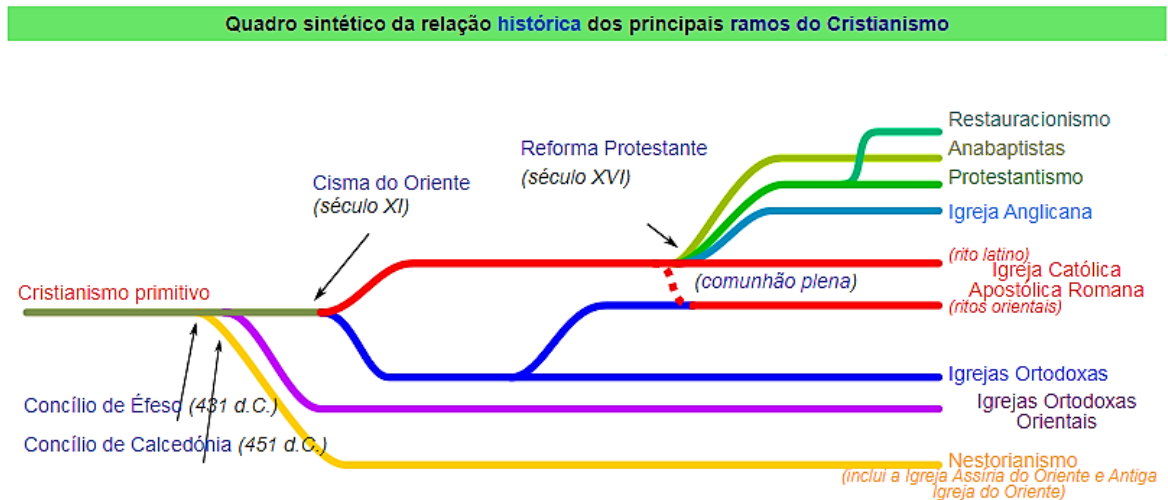 Quadro sintético da relação histórica dos principais ramos do Cristianismo
Restauracionismo
Anabaptistas
Protestantismo
Igreja Anglicana
Reforma Protestante
(século XVI)
Cisma do Oriente
(século XI)
(rito latino)
Igreja Católica
Apostólica Romana
(ritos orientais)
(comunhão plena)
Cristianismo primitivo
Igrejas Ortodoxas
Igrejas Ortodoxas
Orientais
Concílio de Éfeso (431 d.C.)
Concílio de Calcedónia (451 d.C.)
Nestorianismo
(inclui a Igreja Assíria do Oriente e Antiga
Igreja do Oriente)